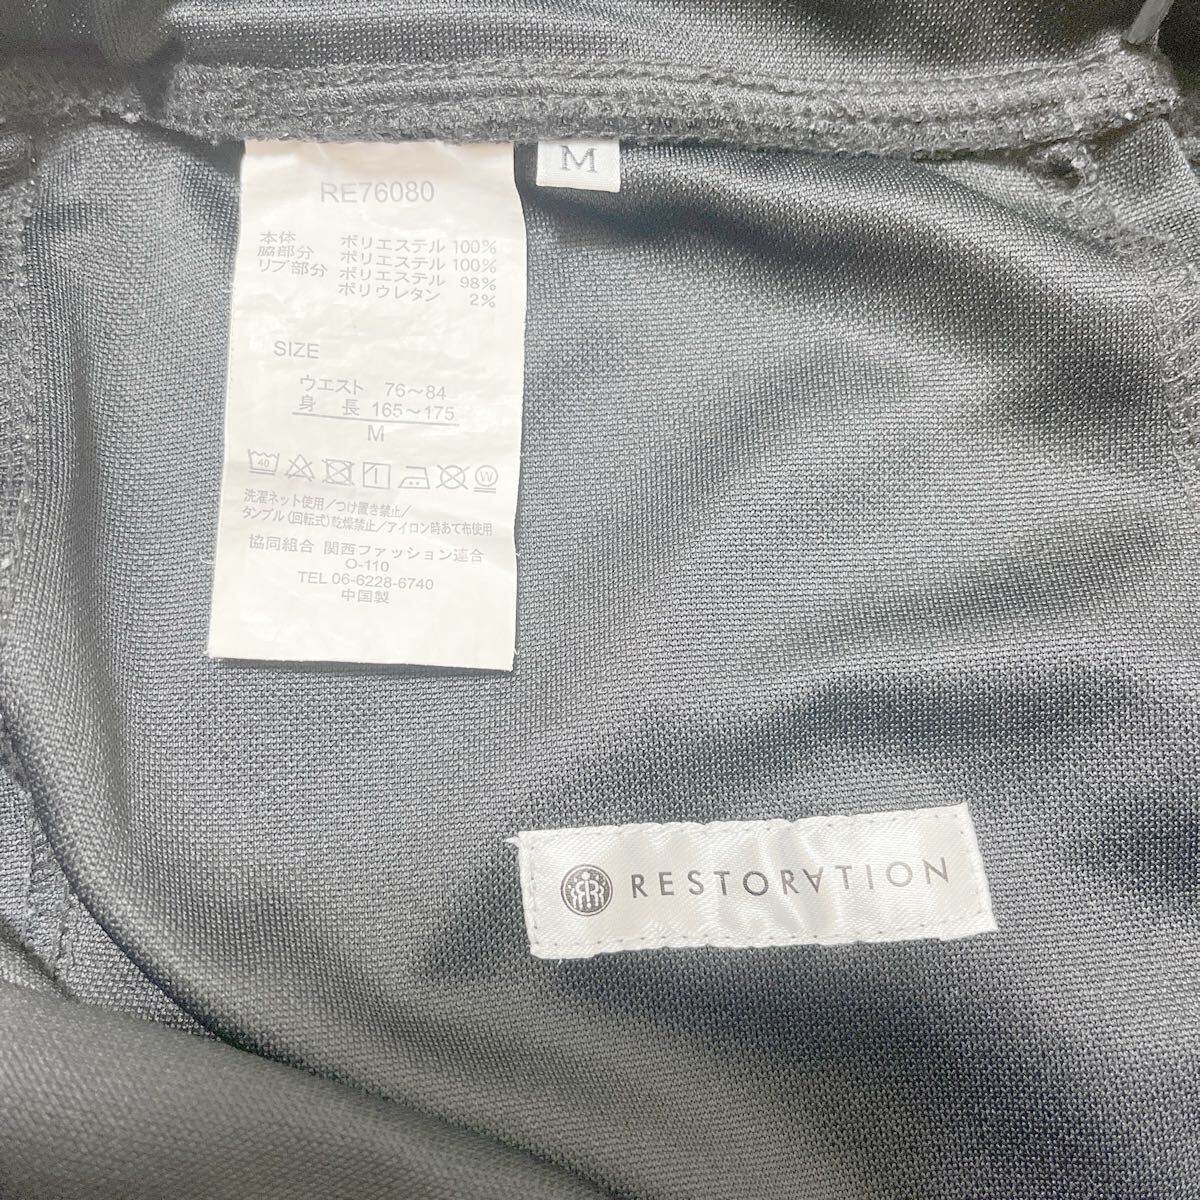 M
RE76080
本体 ポリエステル 100%
脇部分 ポリエステル 100%
リブ部分 ポリエステル 98%
ポリウレタン 2%
SIZE
ウエスト 76〜84
身長 165〜175
M
40
W
洗濯ネット使用/つけ置き禁止/
タンブル(回転式)乾燥禁止/アイロン時あて布使用
協同組合 関西ファッション連合
O-110
TEL 06-6228-6740
中国製
RESTOR∀TION